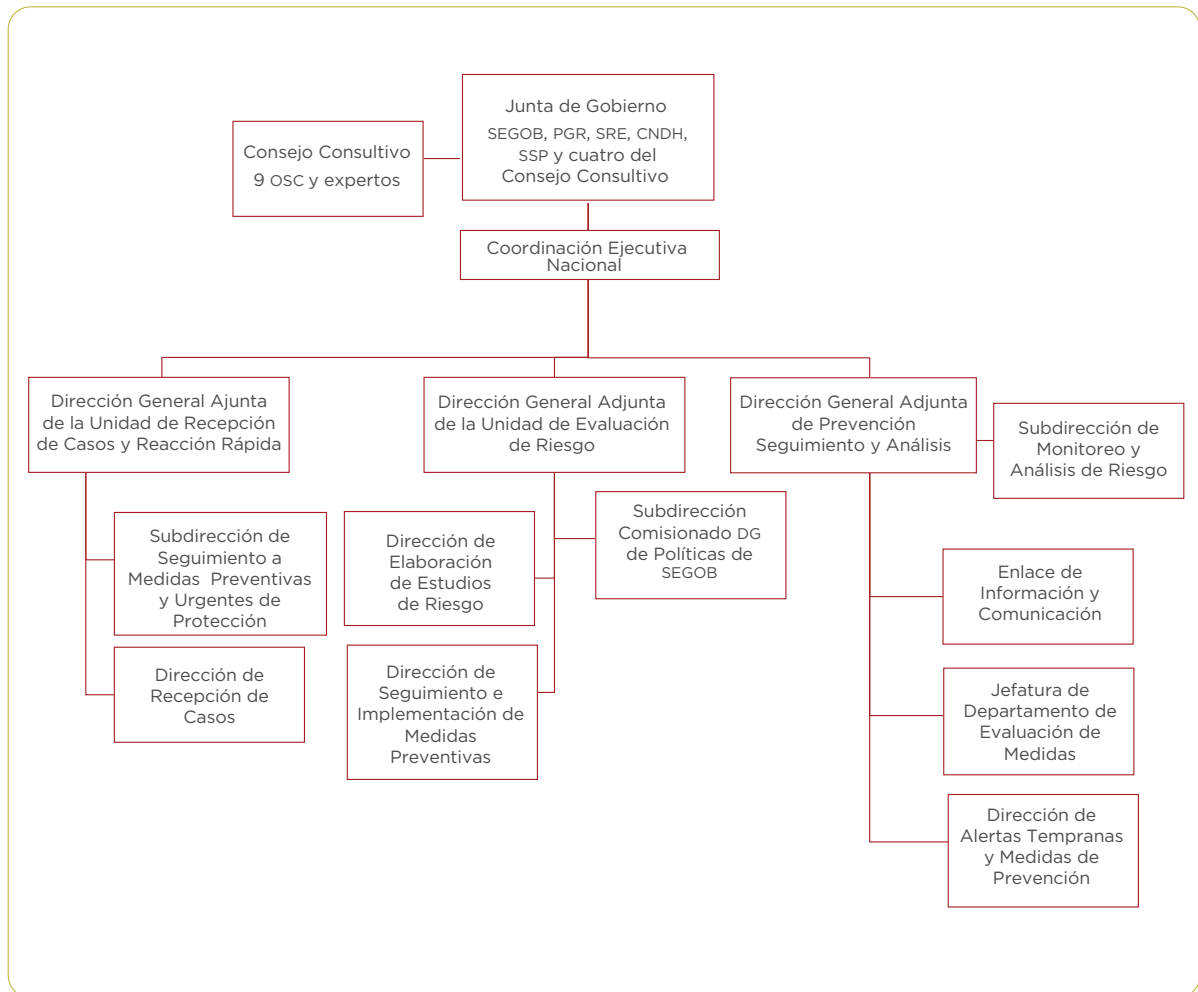 Junta de Gobierno
SEGOB, PGR, SRE, CNDH,
SSP y cuatro del
Consejo Consultivo
Consejo Consultivo
9 OSC y expertos
Coordinación Ejecutiva
Nacional
Dirección General Ajunta
de la Unidad de Recepción
de Casos y Reacción Rápida
Dirección General Adjunta
de la Unidad de Evaluación
de Riesgo
Dirección General Adjunta
de Prevención
Seguimiento y Análisis
Subdirección de
Monitoreo y
Análisis de Riesgo
Subdirección de
Seguimiento a
Medidas Preventivas
y Urgentes de
Protección
Dirección de
Recepción de
Casos
Dirección de
Elaboración
de Estudios
de Riesgo
Subdirección
Comisionado DG
de Políticas de
SEGOB
Dirección de
Seguimiento e
Implementación de
Medidas
Preventivas
Enlace de
Información y
Comunicación
Jefatura de
Departamento de
Evaluación de
Medidas
Dirección de
Alertas Tempranas
y Medidas de
Prevención